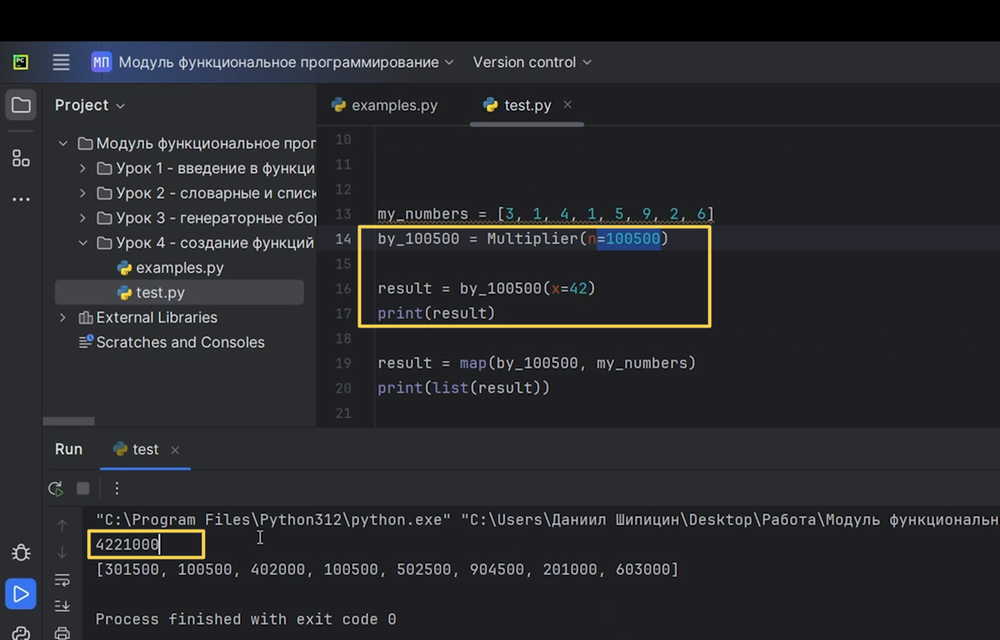 PC
МП Модуль функциональное программирование Version control
Project
examples.py test.py
Модуль функциональное прог
Урок 1 - введение в функци
Урок 2 - словарные и списк
Урок 3 - генераторные сбор
Урок 4 - создание функций
examples.py
test.py
External Libraries
Scratches and Consoles
10
11
12
13 my_numbers = [3, 1, 4, 1, 5, 9, 2, 6]
14 by_100500 = Multiplier(n=100500)
15
16 result = by_100500(x=42)
17 print(result)
18
19 result = map(by_100500, my_numbers)
20 print(list(result))
21
Run test
"C:\Program Files\Python312\python.exe" "C:\Users\Даниил Шипицин\Desktop\Работа\Модуль функциональн
4221000
[301500, 100500, 402000, 100500, 502500, 904500, 201000, 603000]
Process finished with exit code 0